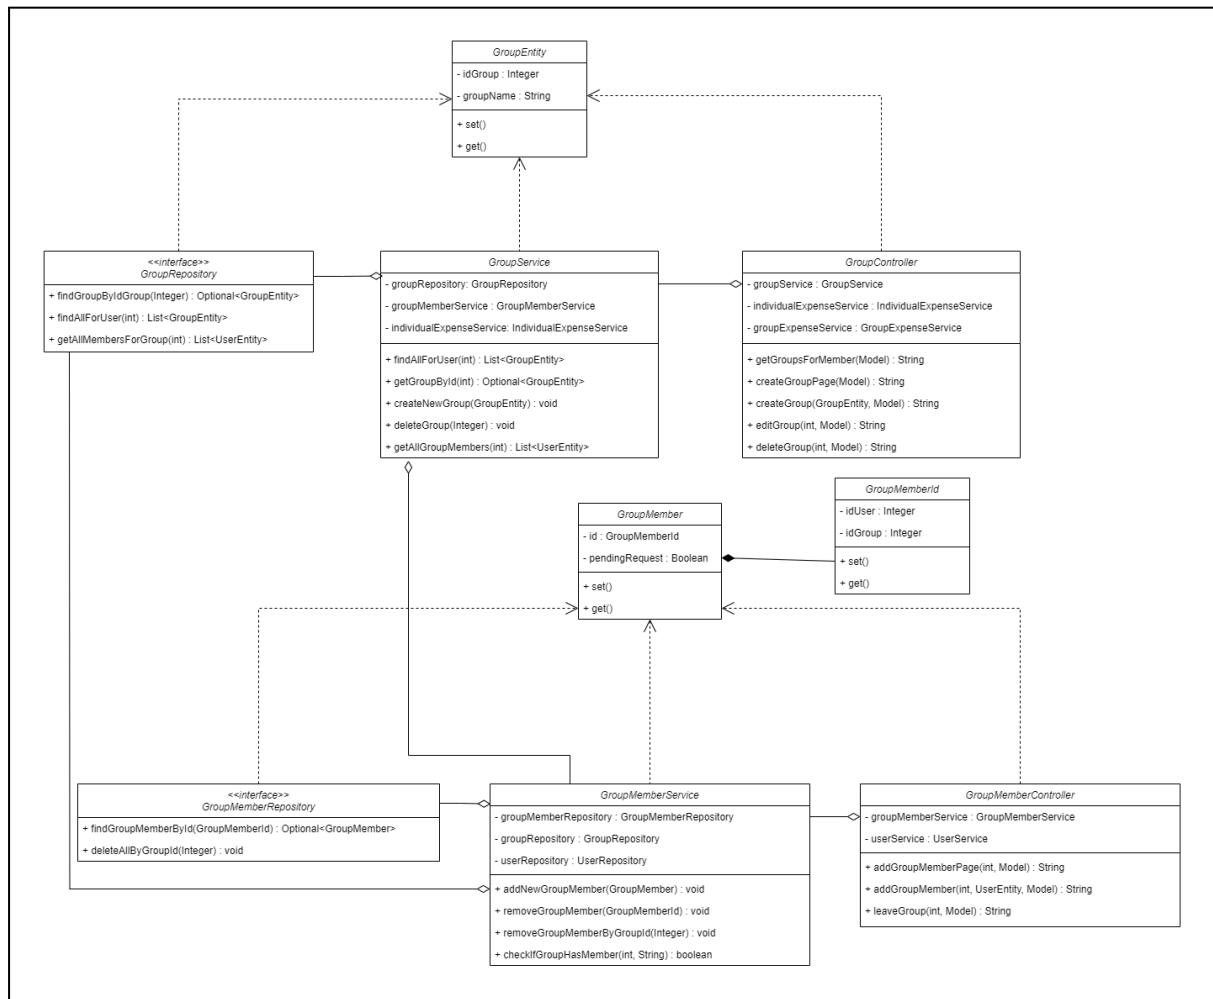 GroupEntity
- idGroup : Integer
- groupName : String
+ set()
+ get()
<<interface>>
GroupRepository
+ findGroupByIdGroup(Integer) : Optional<GroupEntity>
+ findAllForUser(int) : List<GroupEntity>
+ getAllMembersForGroup(int) : List<UserEntity>
GroupService
- groupRepository: GroupRepository
- groupMemberService : GroupMemberService
- individualExpenseService: IndividualExpenseService
+ findAllForUser(int) : List<GroupEntity>
+ getGroupById(int) : Optional<GroupEntity>
+ createNewGroup(GroupEntity) : void
+ deleteGroup(Integer) : void
+ getAllGroupMembers(int) : List<UserEntity>
GroupController
- groupService : GroupService
- individualExpenseService : IndividualExpenseService
- groupExpenseService : GroupExpenseService
+ getGroupsForMember(Model) : String
+ createGroupPage(Model) : String
+ createGroup(GroupEntity, Model) : String
+ editGroup(int, Model) : String
+ deleteGroup(int, Model) : String
GroupMember
- id : GroupMemberId
- pendingRequest : Boolean
+ set()
+ get()
GroupMemberId
- idUser : Integer
- idGroup : Integer
+ set()
+ get()
<<interface>>
GroupMemberRepository
+ findGroupMemberById(GroupMemberId) : Optional<GroupMember>
+ deleteAllByGroupId(Integer) : void
GroupMemberService
- groupMemberRepository : GroupMemberRepository
- groupRepository : GroupRepository
- userRepository : UserRepository
+ addNewGroupMember(GroupMember) : void
+ removeGroupMember(GroupMemberId) : void
+ removeGroupMemberByGroupId(Integer) : void
+ checkIfGroupHasMember(int, String) : boolean
GroupMemberController
- groupMemberService : GroupMemberService
- userService : UserService
+ addGroupMemberPage(int, Model) : String
+ addGroupMember(int, UserEntity, Model) : String
+ leaveGroup(int, Model) : String